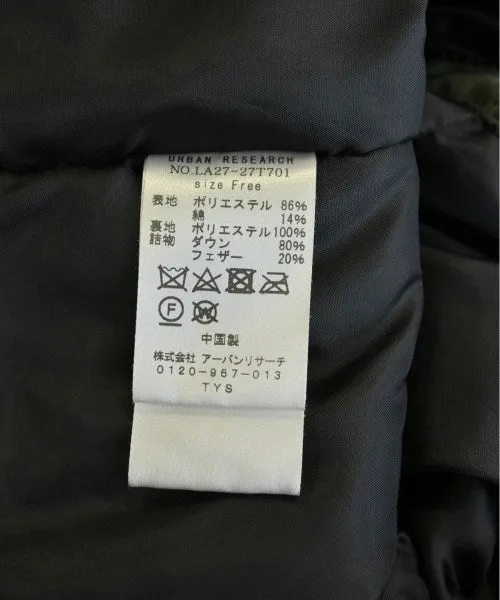 URBAN RESEARCH
NO.LA27-27T701
size Free
表地 ポリエステル 86%
綿 14%
裏地 ポリエステル100%
詰物 ダウン 80%
フェザー 20%
F W
中国製
株式会社 アーバンリサーチ
0120-967-013
TYS